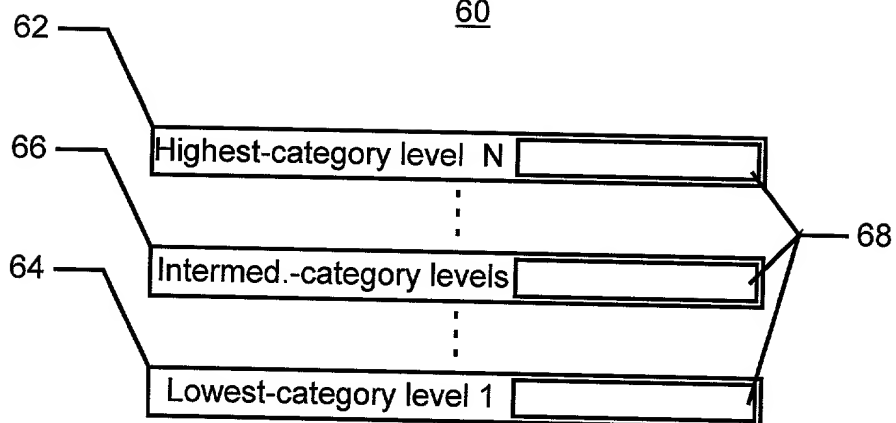 60
62
Highest-category level N
66
68
Intermed.-category levels
64
Lowest-category level 1